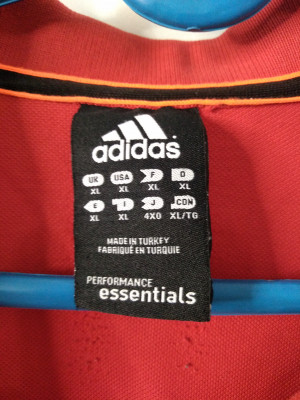 adidas
UK USA F D
XL XL XL XL
E I J CDN
XL XL 4XO XL/TG
MADE IN TURKEY
FABRIQUÉ EN TURQUIE
PERFORMANCE
essentials